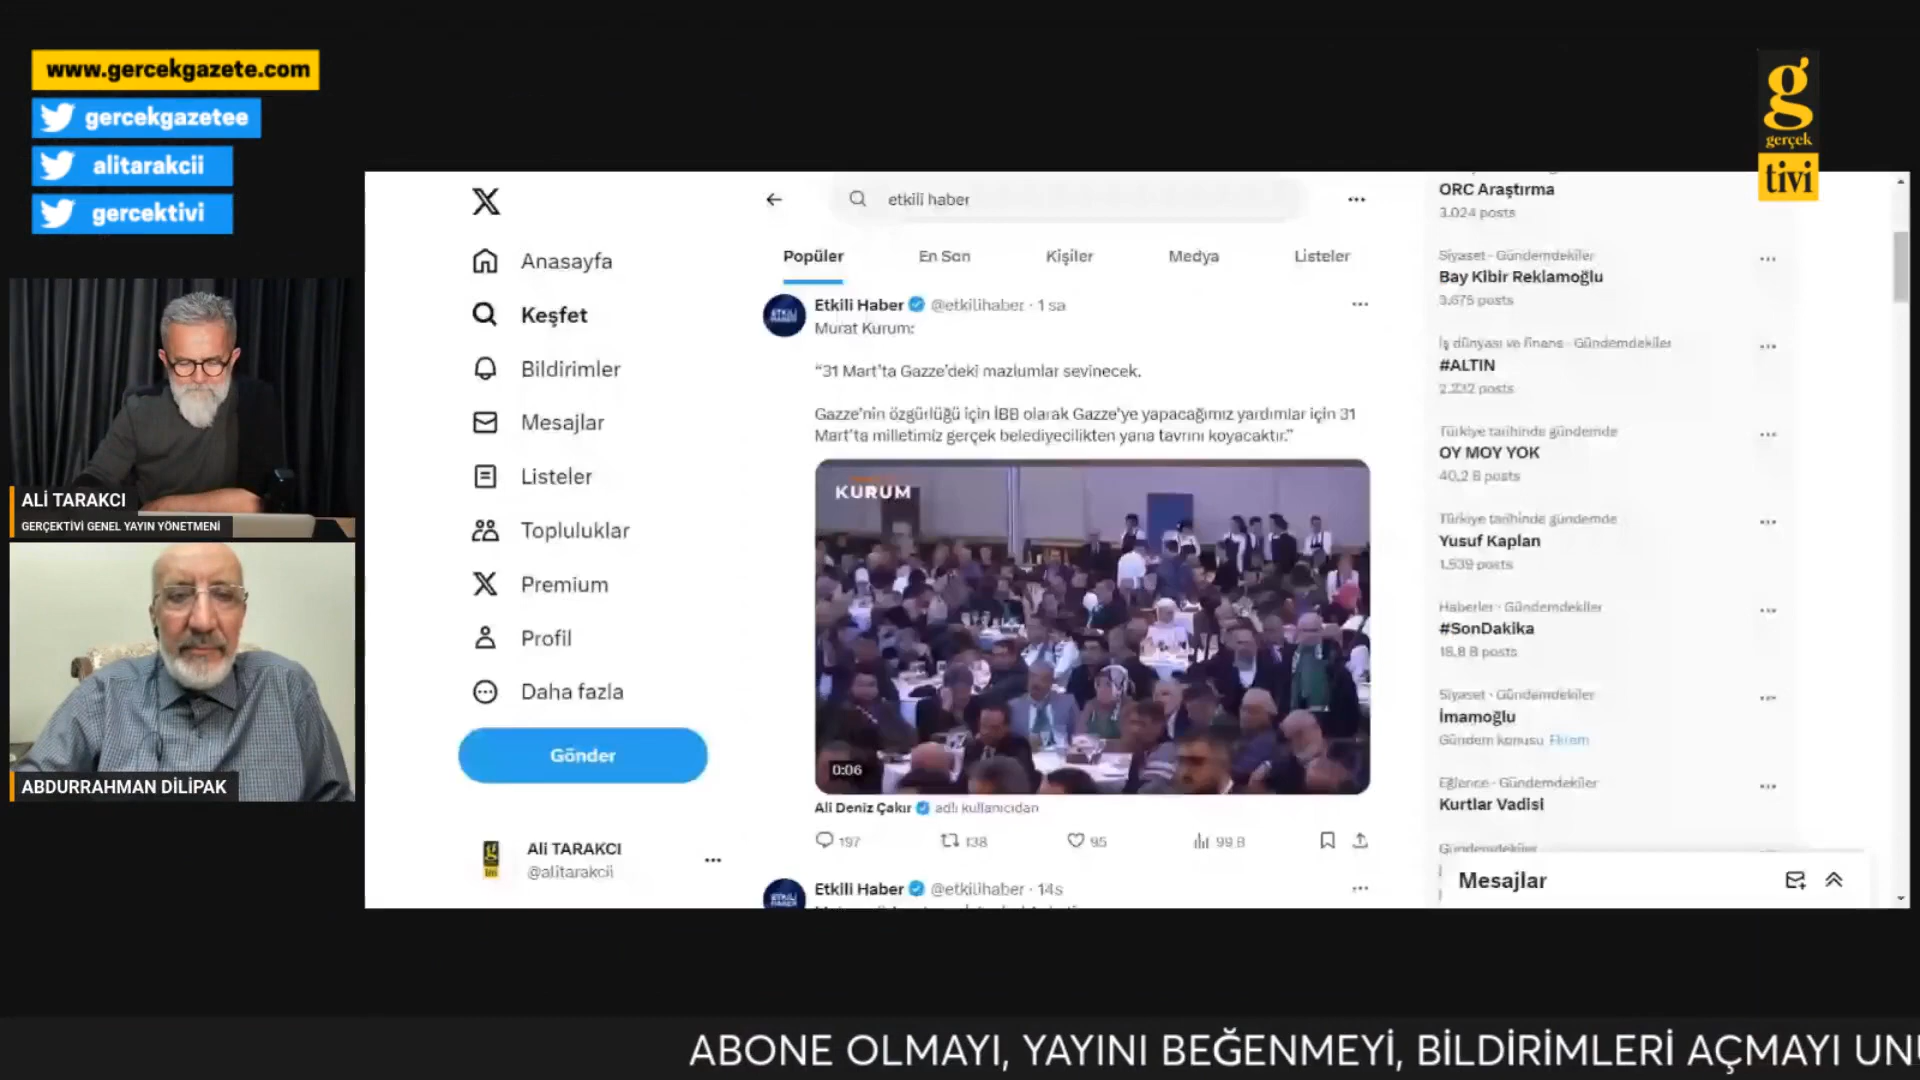 www.gercekgazete.com
gercekgazetee
alitarakcii
gercektivi
g
gerçek
tivi
ALİ TARAKCI
GERÇEKTİVİ GENEL YAYIN YÖNETMENİ
ABDURRAHMAN DİLİPAK
Anasayfa
Keşfet
Bildirimler
Mesajlar
Listeler
Topluluklar
Premium
Profil
Daha fazla
Gönder
Ali TARAKCI
@alitarakcii
etkili haber
Popüler
En Son
Kişiler
Medya
Listeler
Etkili Haber @etkilihaber · 1 sa
Murat Kurum:
“31 Mart’ta Gazze’deki mazlumlar sevinecek.
Gazze’nin özgürlüğü için İBB olarak Gazze’ye yapacağımız yardımlar için 31
Mart’ta milletimiz gerçek belediyecilikten yana tavrını koyacaktır.”
KURUM
0:06
Ali Deniz Çakır adlı kullanıcıdan
197
138
95
99 B
Etkili Haber @etkilihaber · 14s
ORC Araştırma
3.024 posts
Siyaset · Gündemdekiler
Bay Kibir Reklamoğlu
3.675 posts
İş dünyası ve finans · Gündemdekiler
#ALTIN
2.232 posts
Türkiye tarihinde gündemde
OY MOY YOK
40,2 B posts
Türkiye tarihinde gündemde
Yusuf Kaplan
1.539 posts
Haberler · Gündemdekiler
#SonDakika
18,8 B posts
Siyaset · Gündemdekiler
İmamoğlu
Gündem konusu Ekrem
Eğlence · Gündemdekiler
Kurtlar Vadisi
Gündemdekiler
Mesajlar
ABONE OLMAYI, YAYINI BEĞENMEYİ, BİLDİRİMLERİ AÇMAYI UN